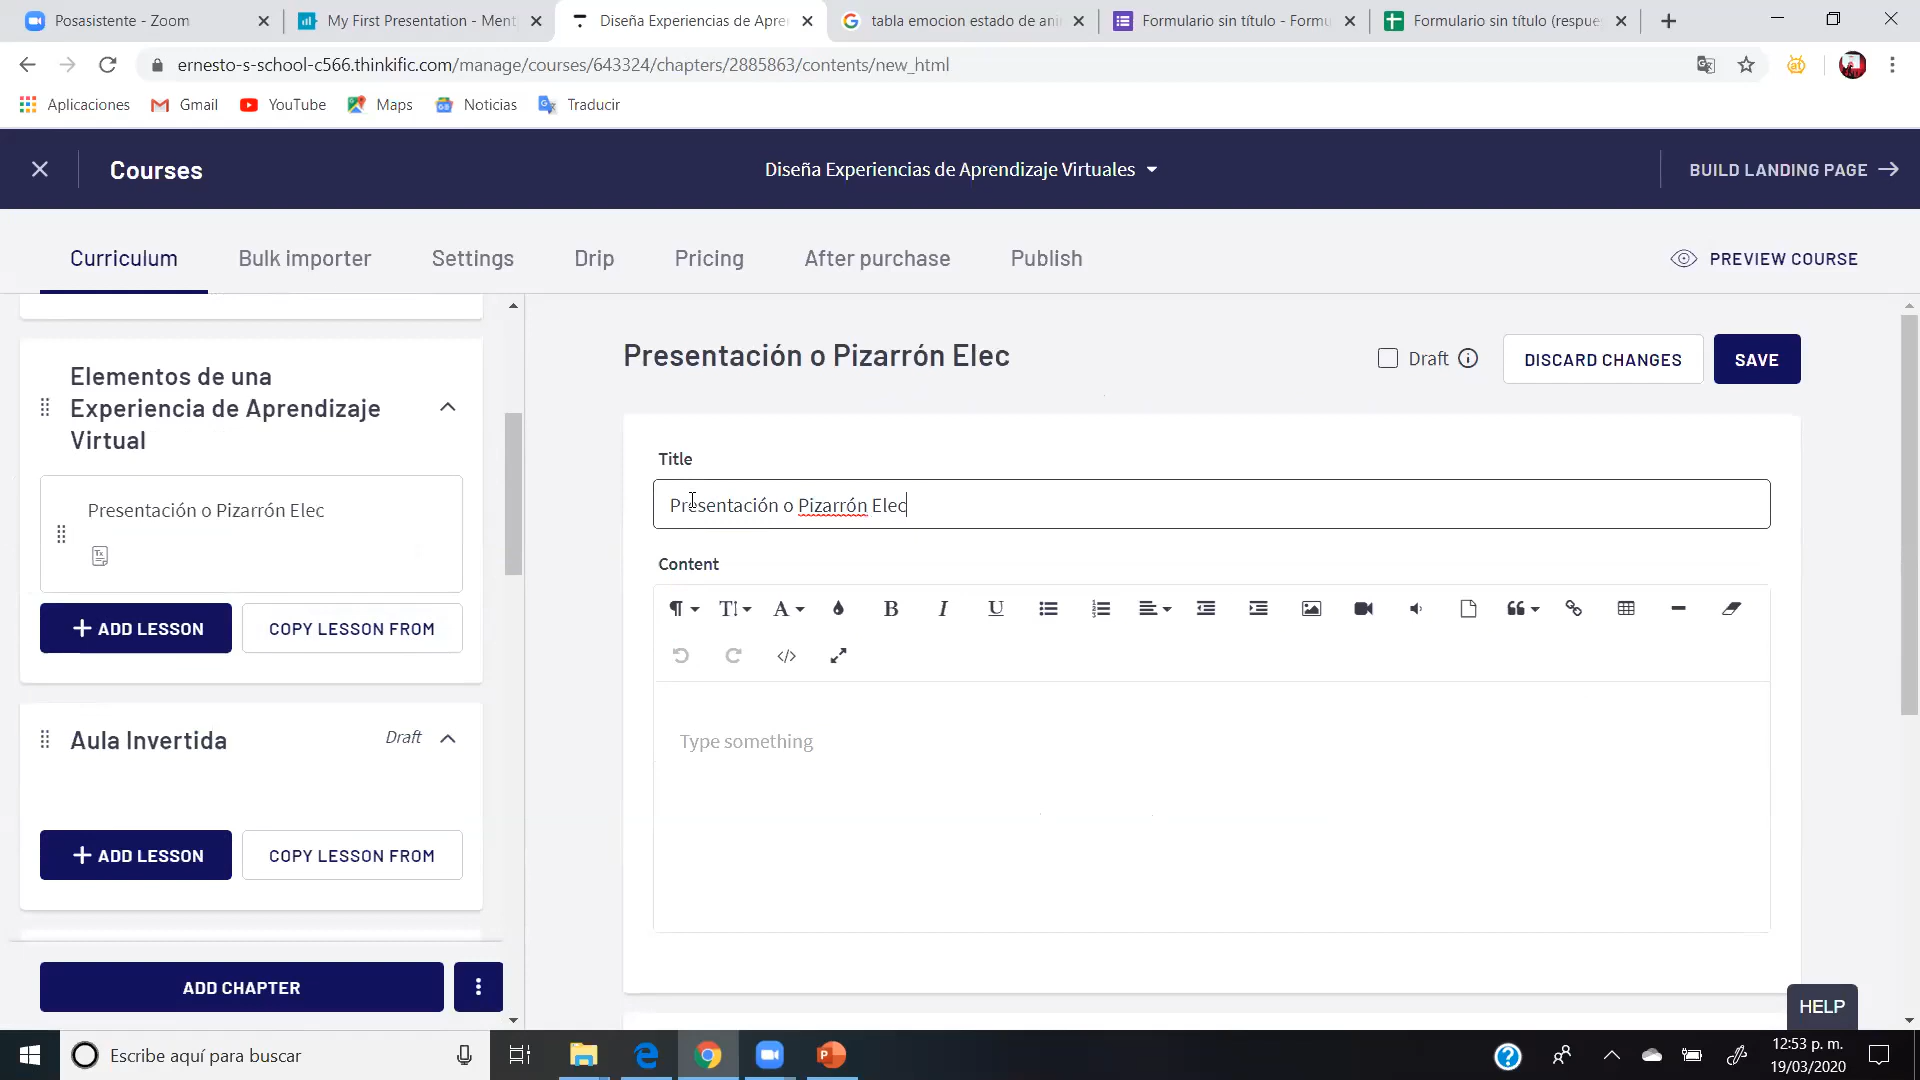 Posasistente - Zoom
My First Presentation - Ment
Diseña Experiencias de Apre
tabla emocion estado de ani
Formulario sin título - Formu
Formulario sin título (respue
ernesto-s-school-c566.thinkific.com/manage/courses/643324/chapters/2885863/contents/new_html
Aplicaciones
Gmail
YouTube
Maps
Noticias
Traducir
Courses
Diseña Experiencias de Aprendizaje Virtuales
BUILD LANDING PAGE
Curriculum
Bulk importer
Settings
Drip
Pricing
After purchase
Publish
PREVIEW COURSE
Elementos de una
Experiencia de Aprendizaje
Virtual
Presentación o Pizarrón Elec
ADD LESSON
COPY LESSON FROM
Aula Invertida
Draft
ADD LESSON
COPY LESSON FROM
ADD CHAPTER
Presentación o Pizarrón Elec
Draft
DISCARD CHANGES
SAVE
Title
Presentación o Pizarrón Elec
Content
Type something
HELP
Escribe aquí para buscar
12:53 p. m.
19/03/2020